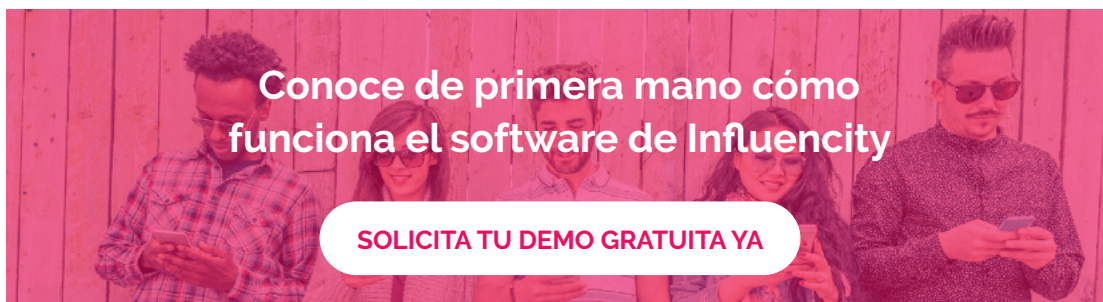 Conoce de primera mano cómo
funciona el software de Influencity
SOLICITA TU DEMO GRATUITA YA